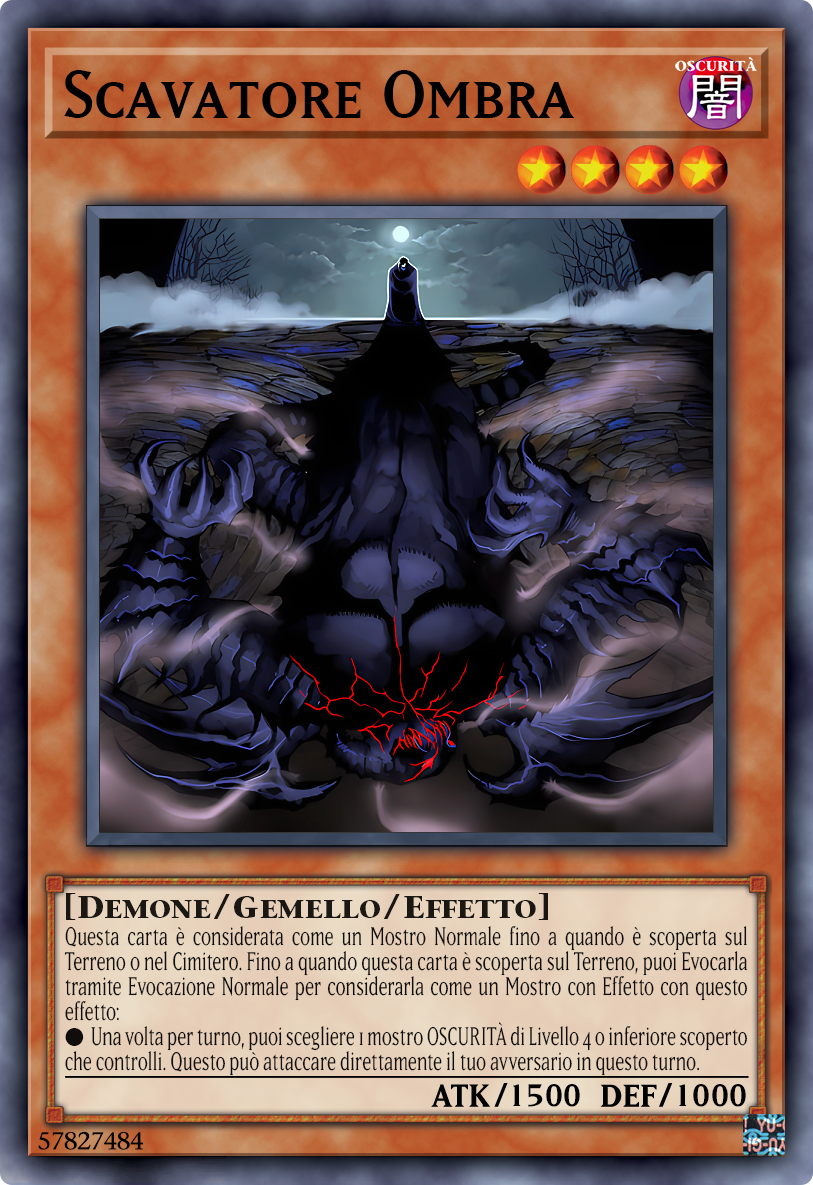 Scavatore Ombra
OSCURITÀ
闇
[Demone/Gemello/Effetto]
Questa carta è considerata come un Mostro Normale fino a quando è scoperta sul
Terreno o nel Cimitero. Fino a quando questa carta è scoperta sul Terreno, puoi Evocarla
tramite Evocazione Normale per considerarla come un Mostro con Effetto con questo
effetto:
● Una volta per turno, puoi scegliere 1 mostro OSCURITÀ di Livello 4 o inferiore scoperto
che controlli. Questo può attaccare direttamente il tuo avversario in questo turno.
ATK/1500 DEF/1000
57827484